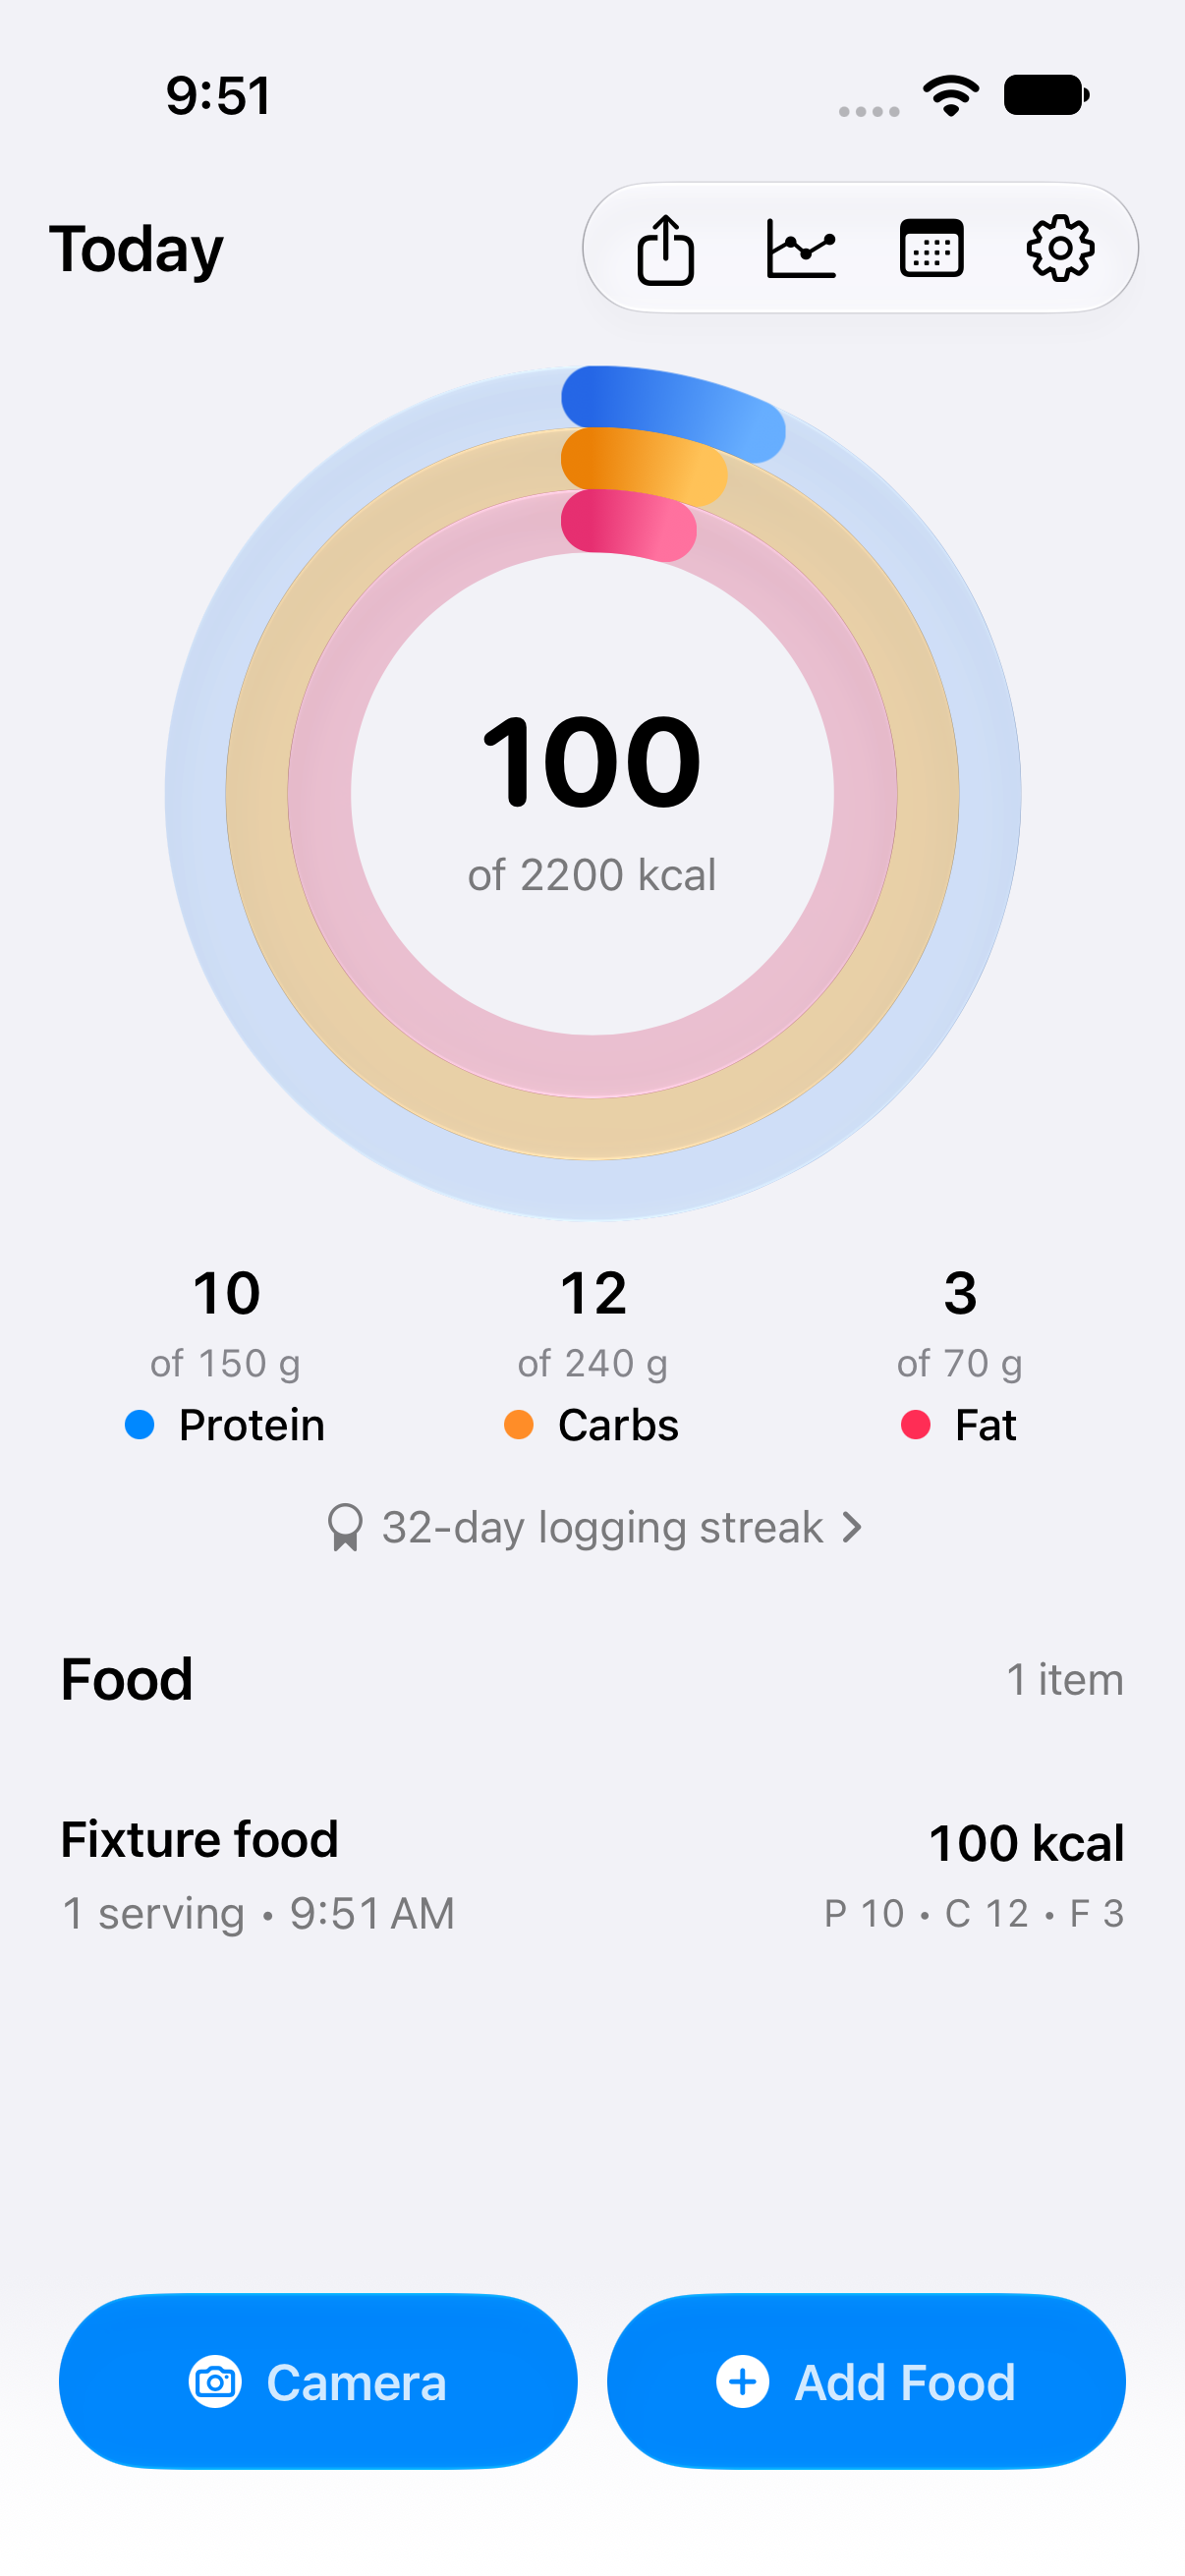 9:51
Today
100
of 2200 kcal
10
of 150 g
Protein
12
of 240 g
Carbs
3
of 70 g
Fat
32-day logging streak
Food
1 item
Fixture food
100 kcal
1 serving • 9:51 AM
P 10 • C 12 • F 3
Camera
Add Food